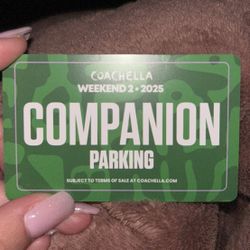 COACHELLA
WEEKEND 2 • 2025
COMPANION
PARKING
SUBJECT TO TERMS OF SALE AT COACHELLA.COM